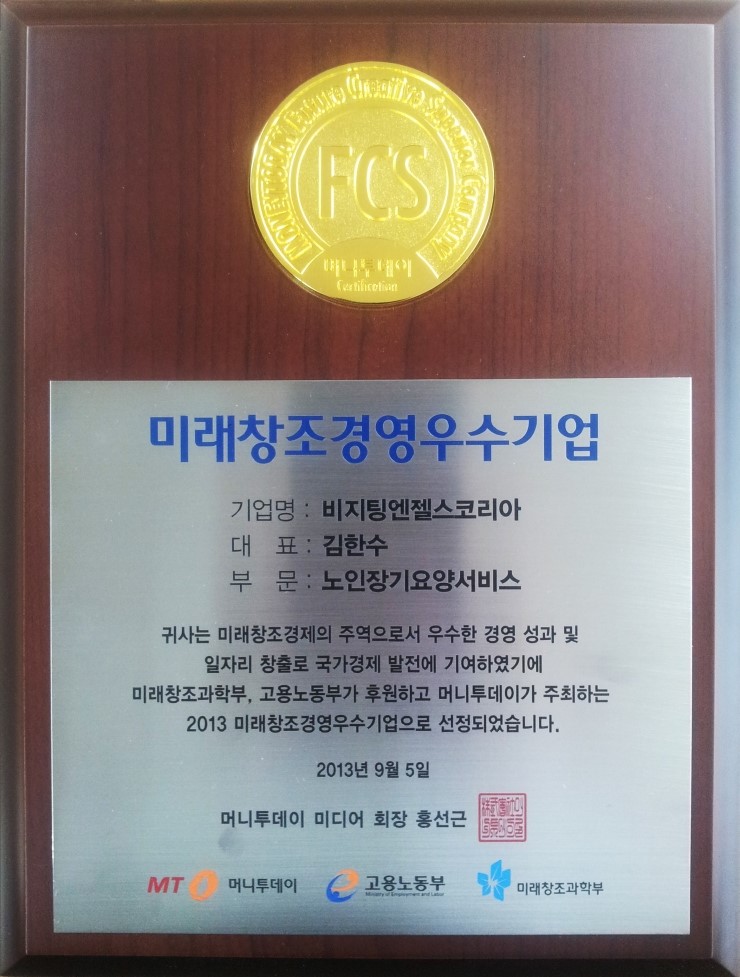 MONEYTODAY Future Creative Superior Company
FCS
머니투데이
Certification
미래창조경영우수기업
기업명 : 비지팅엔젤스코리아
대 표 : 김한수
부 문 : 노인장기요양서비스
귀사는 미래창조경제의 주역으로서 우수한 경영 성과 및
일자리 창출로 국가경제 발전에 기여하였기에
미래창조과학부, 고용노동부가 후원하고 머니투데이가 주최하는
2013 미래창조경영우수기업으로 선정되었습니다.
2013년 9월 5일
머니투데이 미디어 회장 홍선근
MT 머니투데이
고용노동부
Ministry of Employment and Labor
미래창조과학부